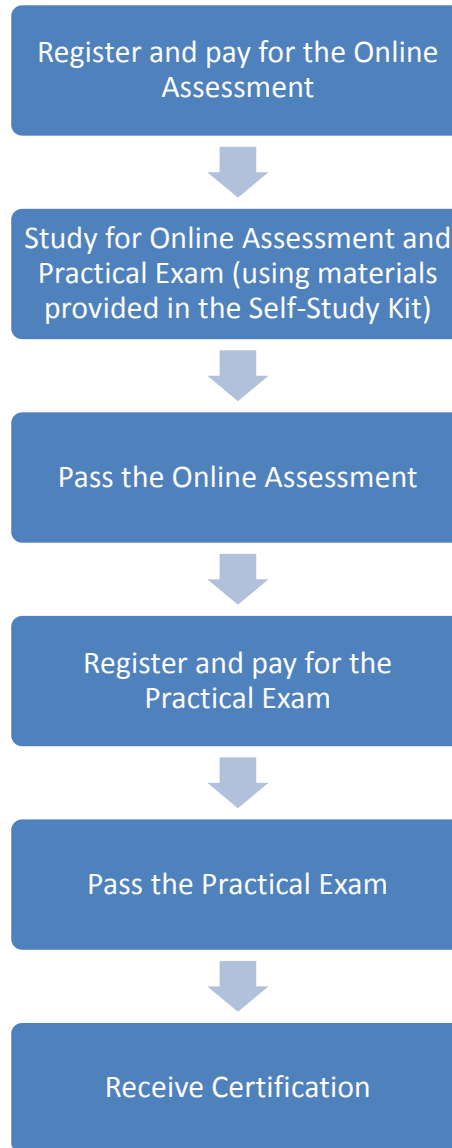 Register and pay for the Online
Assessment
Study for Online Assessment and
Practical Exam (using materials
provided in the Self-Study Kit)
Pass the Online Assessment
Register and pay for the
Practical Exam
Pass the Practical Exam
Receive Certification